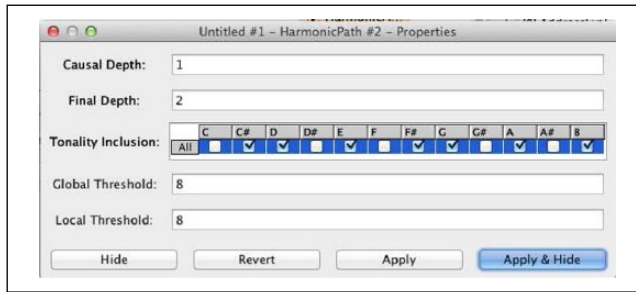 Untitled #1 – HarmonicPath #2 – Properties
Causal Depth: 1
Final Depth: 2
C C# D D# E F F# G G# A A# B
Tonality Inclusion: All
Global Threshold: 8
Local Threshold: 8
Hide Revert Apply Apply & Hide